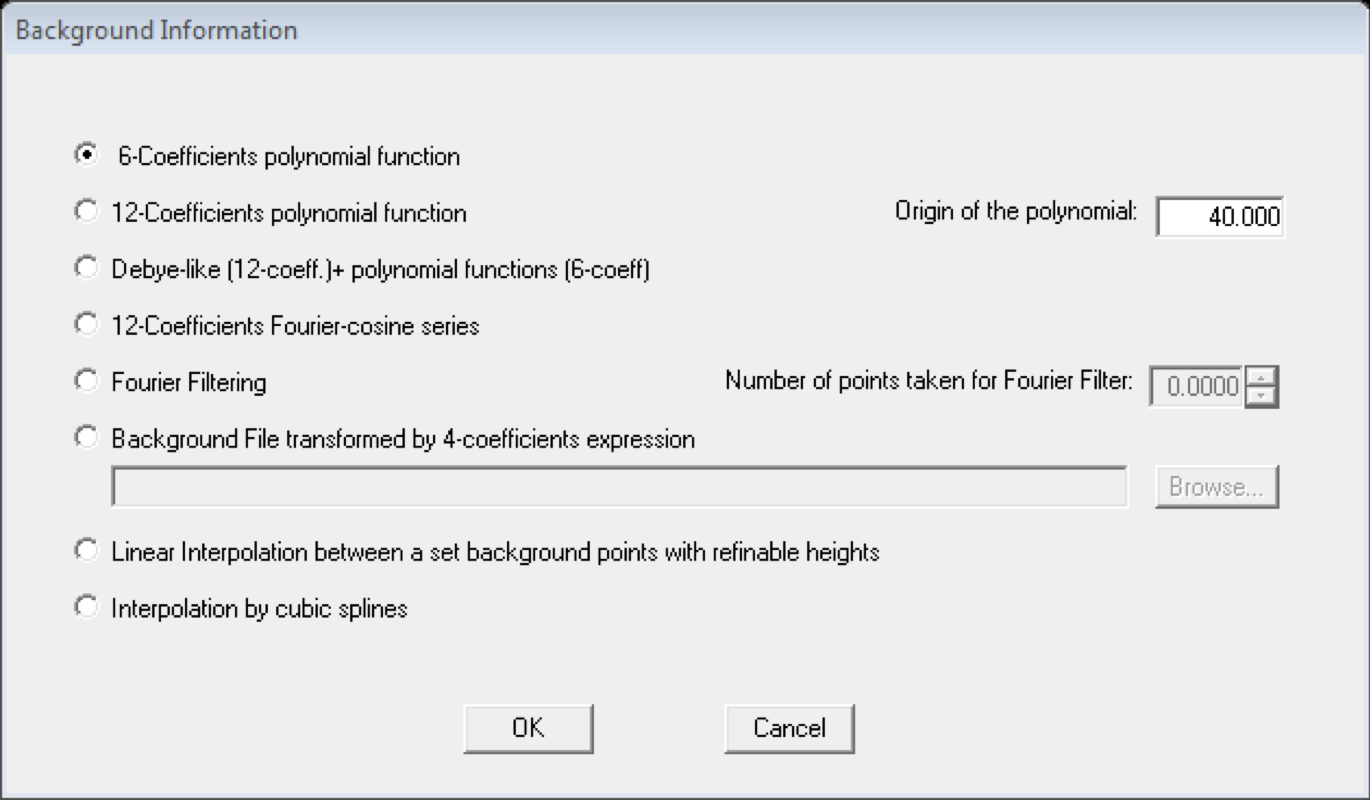 Background Information
6-Coefficients polynomial function
12-Coefficients polynomial function
Origin of the polynomial:
40.000
Debye-like (12-coeff.)+ polynomial functions (6-coeff)
12-Coefficients Fourier-cosine series
Fourier Filtering
Number of points taken for Fourier Filter:
0.0000
Background File transformed by 4-coefficients expression
Browse...
Linear Interpolation between a set background points with refinable heights
Interpolation by cubic splines
OK
Cancel